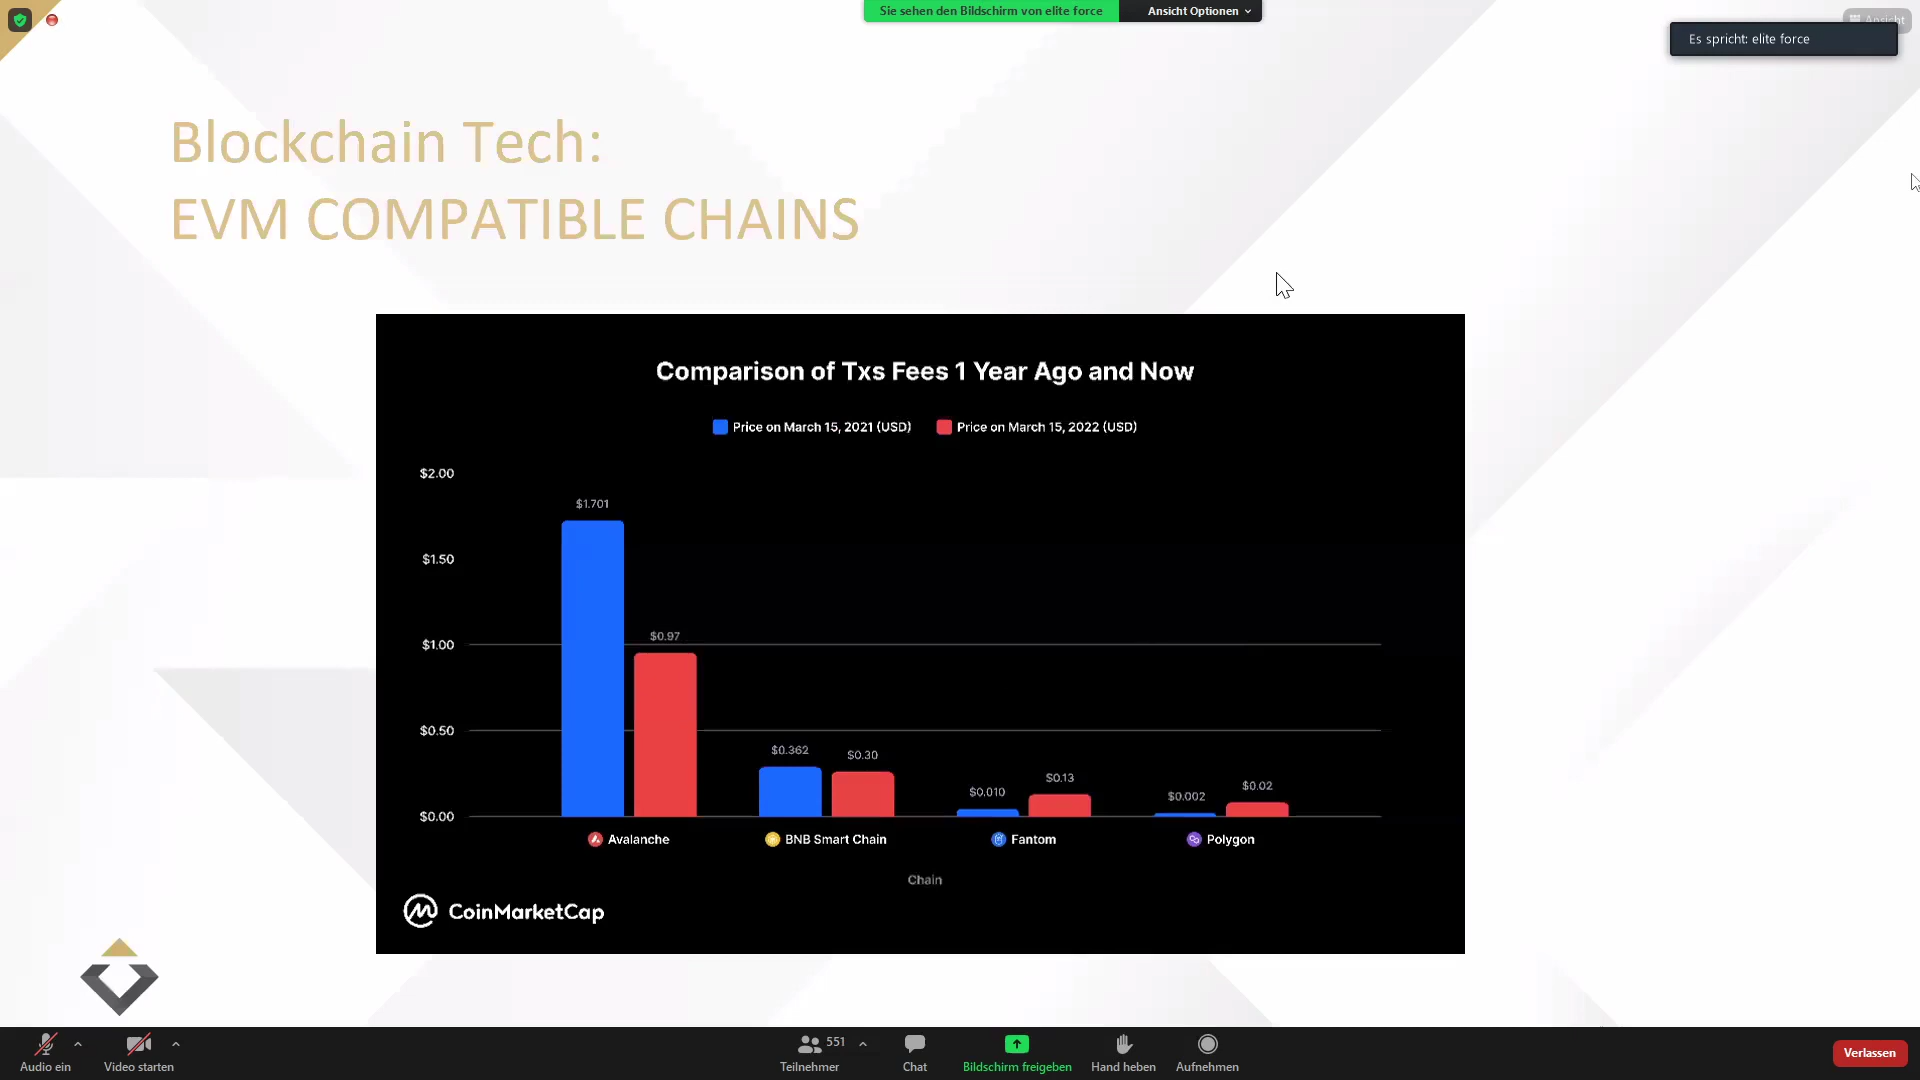 Sie sehen den Bildschirm von elite force
Ansicht Optionen
Ansicht
Es spricht: elite force
Blockchain Tech:
EVM COMPATIBLE CHAINS
Comparison of Txs Fees 1 Year Ago and Now
Price on March 15, 2021 (USD)
Price on March 15, 2022 (USD)
$2.00
$1.701
$1.50
$0.97
$1.00
$0.50
$0.362
$0.30
$0.010
$0.13
$0.002
$0.02
$0.00
Avalanche
BNB Smart Chain
Fantom
Polygon
Chain
CoinMarketCap
Audio ein
Video starten
551
Teilnehmer
Chat
Bildschirm freigeben
Hand heben
Aufnehmen
Verlassen